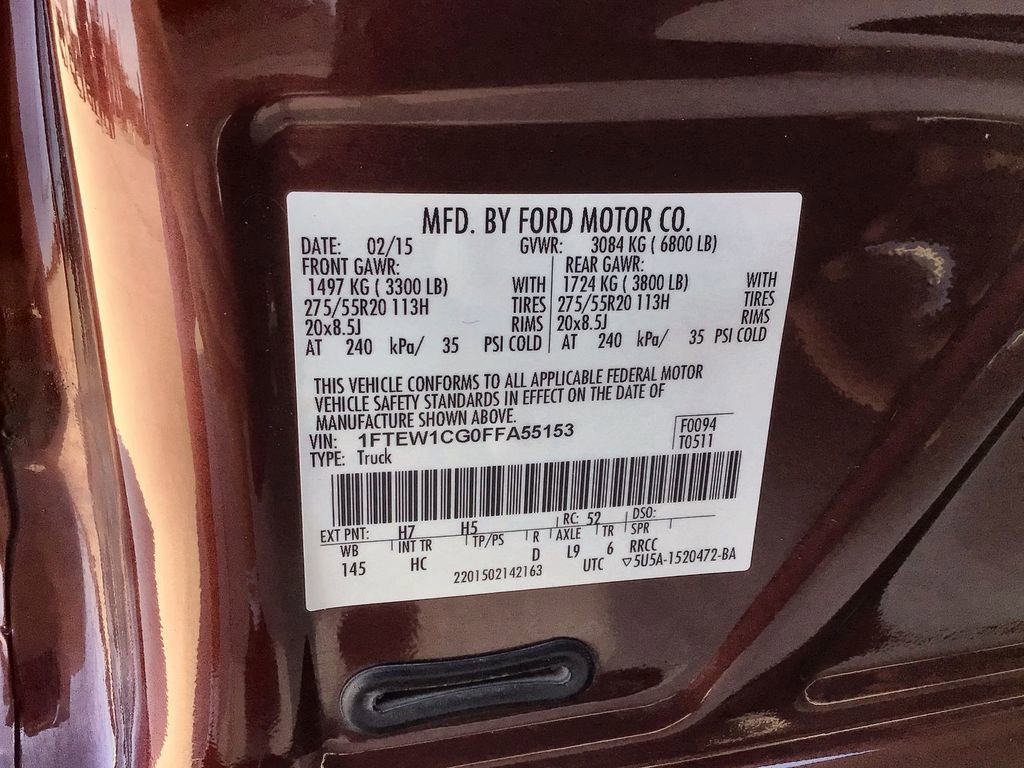 MFD. BY FORD MOTOR CO.
DATE: 02/15 GVWR: 3084 KG ( 6800 LB)
FRONT GAWR: REAR GAWR:
1497 KG ( 3300 LB) WITH 1724 KG ( 3800 LB) WITH
275/55R20 113H TIRES 275/55R20 113H TIRES
20x8.5J RIMS 20x8.5J RIMS
AT 240 kPa/ 35 PSI COLD AT 240 kPa/ 35 PSI COLD
THIS VEHICLE CONFORMS TO ALL APPLICABLE FEDERAL MOTOR
VEHICLE SAFETY STANDARDS IN EFFECT ON THE DATE OF
MANUFACTURE SHOWN ABOVE.
VIN: 1FTEW1CG0FFA55153 F0094
TYPE: Truck T0511
EXT PNT: H7 H5 RC: 52 DSO:
WB INT TR TP/PS R AXLE TR SPR
145 HC D L9 6 RRCC
2201502142163 UTC ▽5U5A-1520472-BA